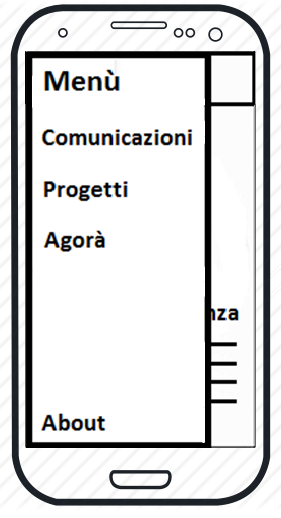 Menù
Comunicazioni
Progetti
Agorà
nza
About